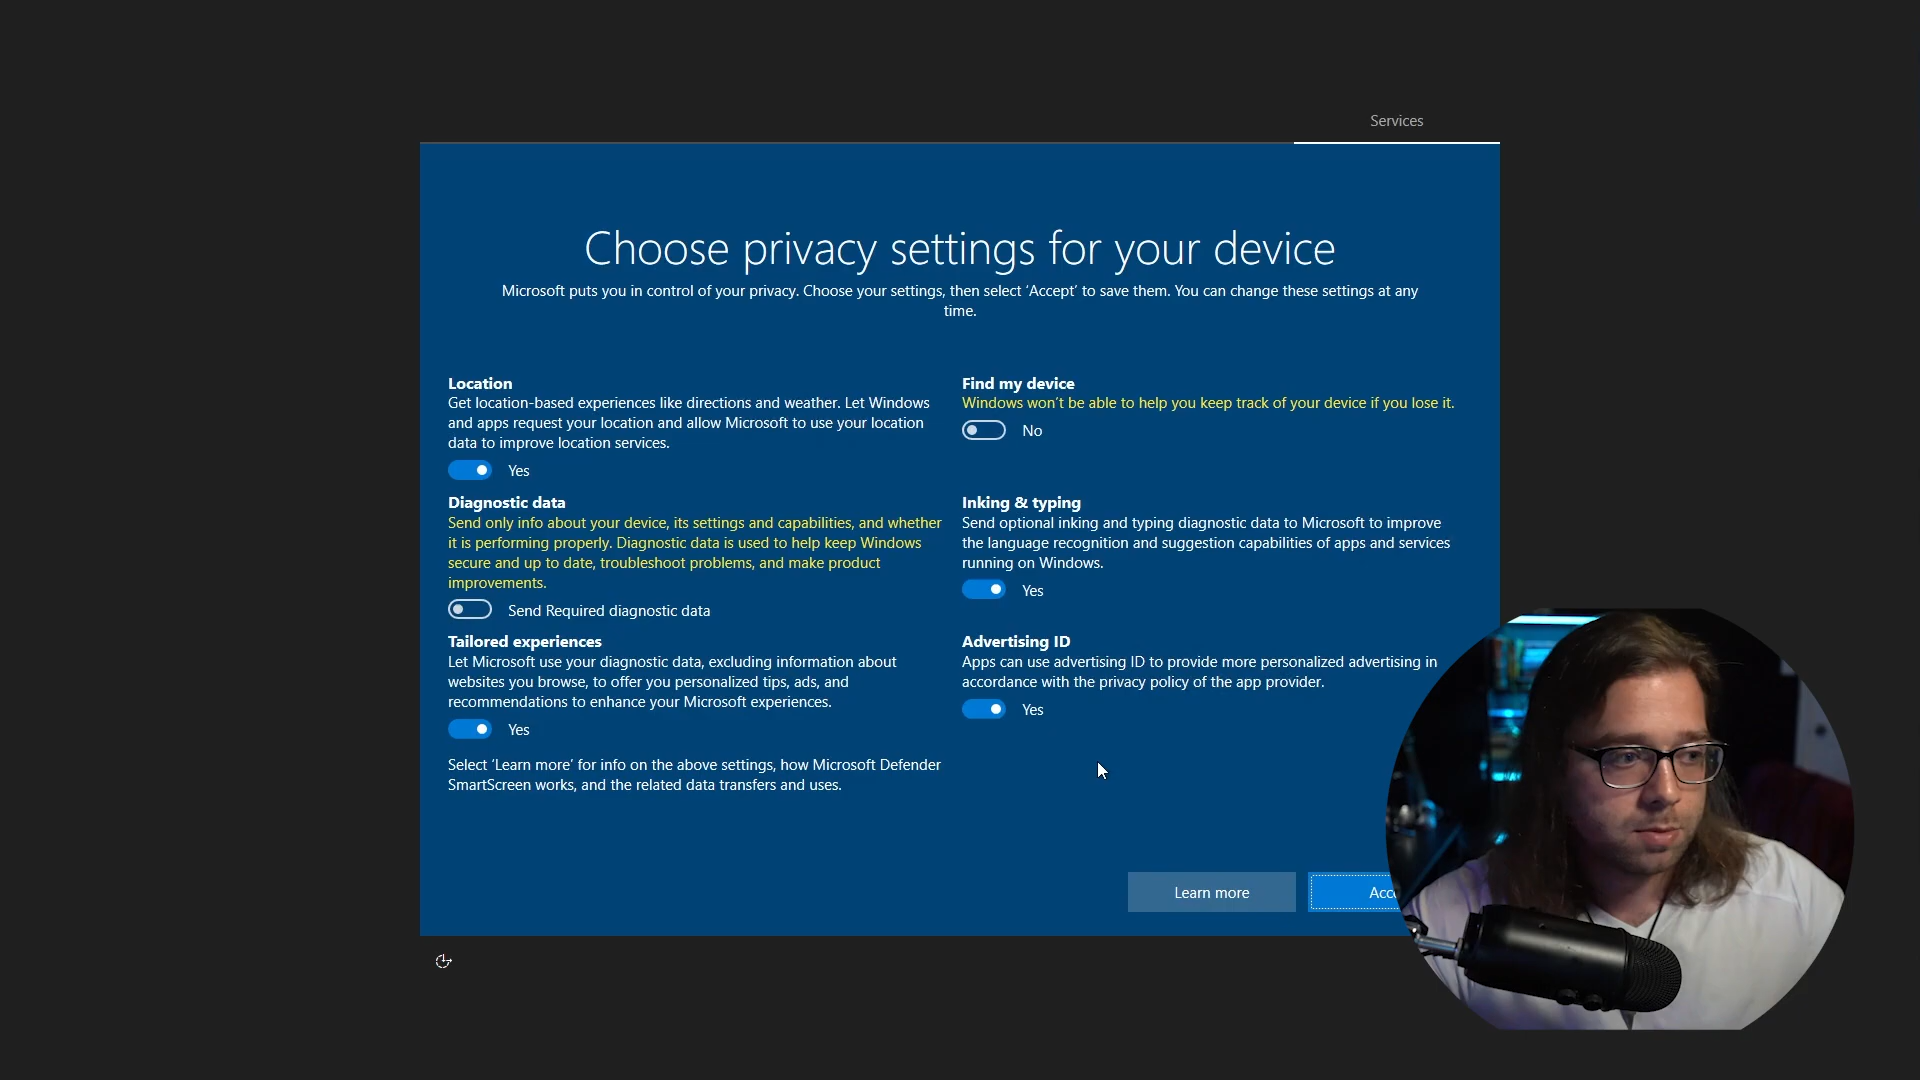 Services
Choose privacy settings for your device
Microsoft puts you in control of your privacy. Choose your settings, then select ‘Accept’ to save them. You can change these settings at any
time.
Location
Get location-based experiences like directions and weather. Let Windows
and apps request your location and allow Microsoft to use your location
data to improve location services.
Yes
Find my device
Windows won’t be able to help you keep track of your device if you lose it.
No
Diagnostic data
Send only info about your device, its settings and capabilities, and whether
it is performing properly. Diagnostic data is used to help keep Windows
secure and up to date, troubleshoot problems, and make product
improvements.
Send Required diagnostic data
Inking & typing
Send optional inking and typing diagnostic data to Microsoft to improve
the language recognition and suggestion capabilities of apps and services
running on Windows.
Yes
Tailored experiences
Let Microsoft use your diagnostic data, excluding information about
websites you browse, to offer you personalized tips, ads, and
recommendations to enhance your Microsoft experiences.
Yes
Advertising ID
Apps can use advertising ID to provide more personalized advertising in
accordance with the privacy policy of the app provider.
Yes
Select ‘Learn more’ for info on the above settings, how Microsoft Defender
SmartScreen works, and the related data transfers and uses.
Learn more